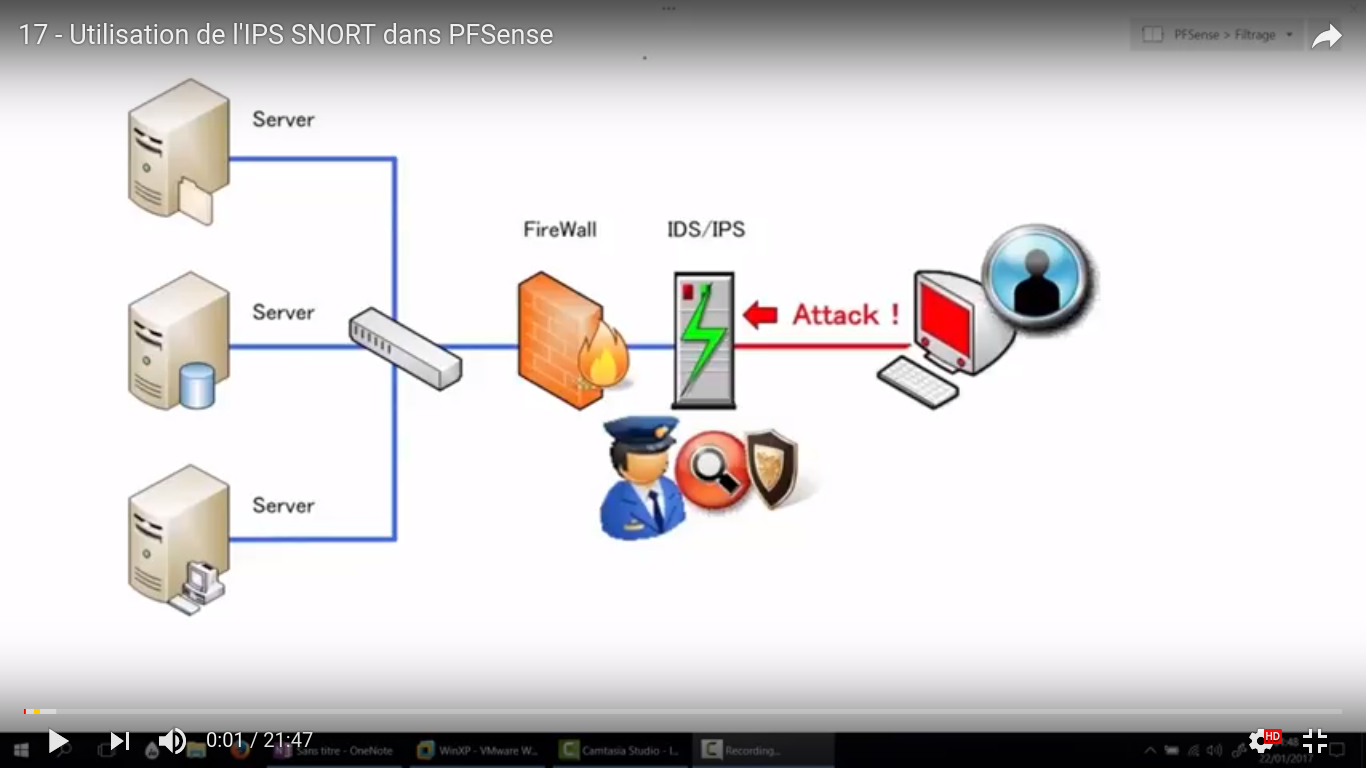 17 - Utilisation de l'IPS SNORT dans PFSense
PFSense > Filtrage
Server
FireWall
IDS/IPS
Server
Attack !
Server
0:01 / 21:47
HD
Sans titre - OneNote
WinXP - VMware W...
Camtasia Studio - I...
Recording...
22/01/2017